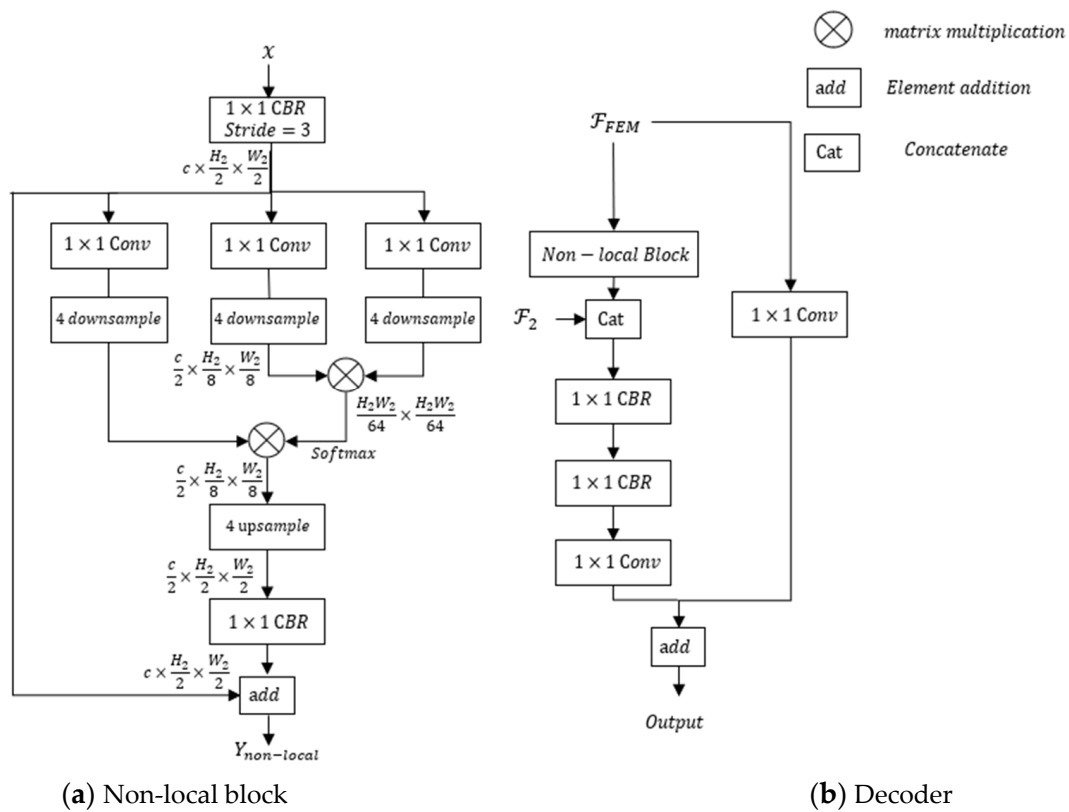 x
1 × 1 CBR
Stride = 3
c × H₂/2 × W₂/2
1 × 1 Conv
1 × 1 Conv
1 × 1 Conv
4 downsample
4 downsample
4 downsample
c/2 × H₂/8 × W₂/8
H₂W₂/64 × H₂W₂/64
Softmax
c/2 × H₂/8 × W₂/8
4 upsample
c/2 × H₂/2 × W₂/2
1 × 1 CBR
c × H₂/2 × W₂/2
add
Y_non−local
(a) Non-local block
matrix multiplication
add Element addition
Cat Concatenate
ℱ_FEM
Non − local Block
1 × 1 Conv
ℱ₂
Cat
1 × 1 CBR
1 × 1 CBR
1 × 1 Conv
add
Output
(b) Decoder